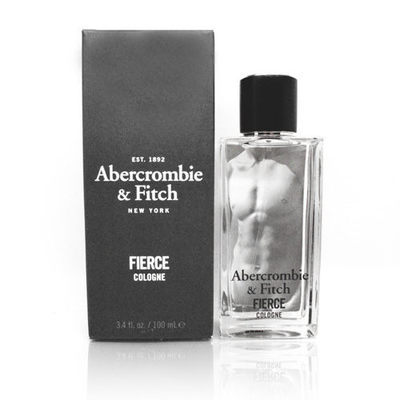 EST. 1892
Abercrombie
& Fitch
NEW YORK
FIERCE
COLOGNE
3.4 fl. oz. / 100 mL e
Abercrombie
& Fitch
FIERCE
COLOGNE